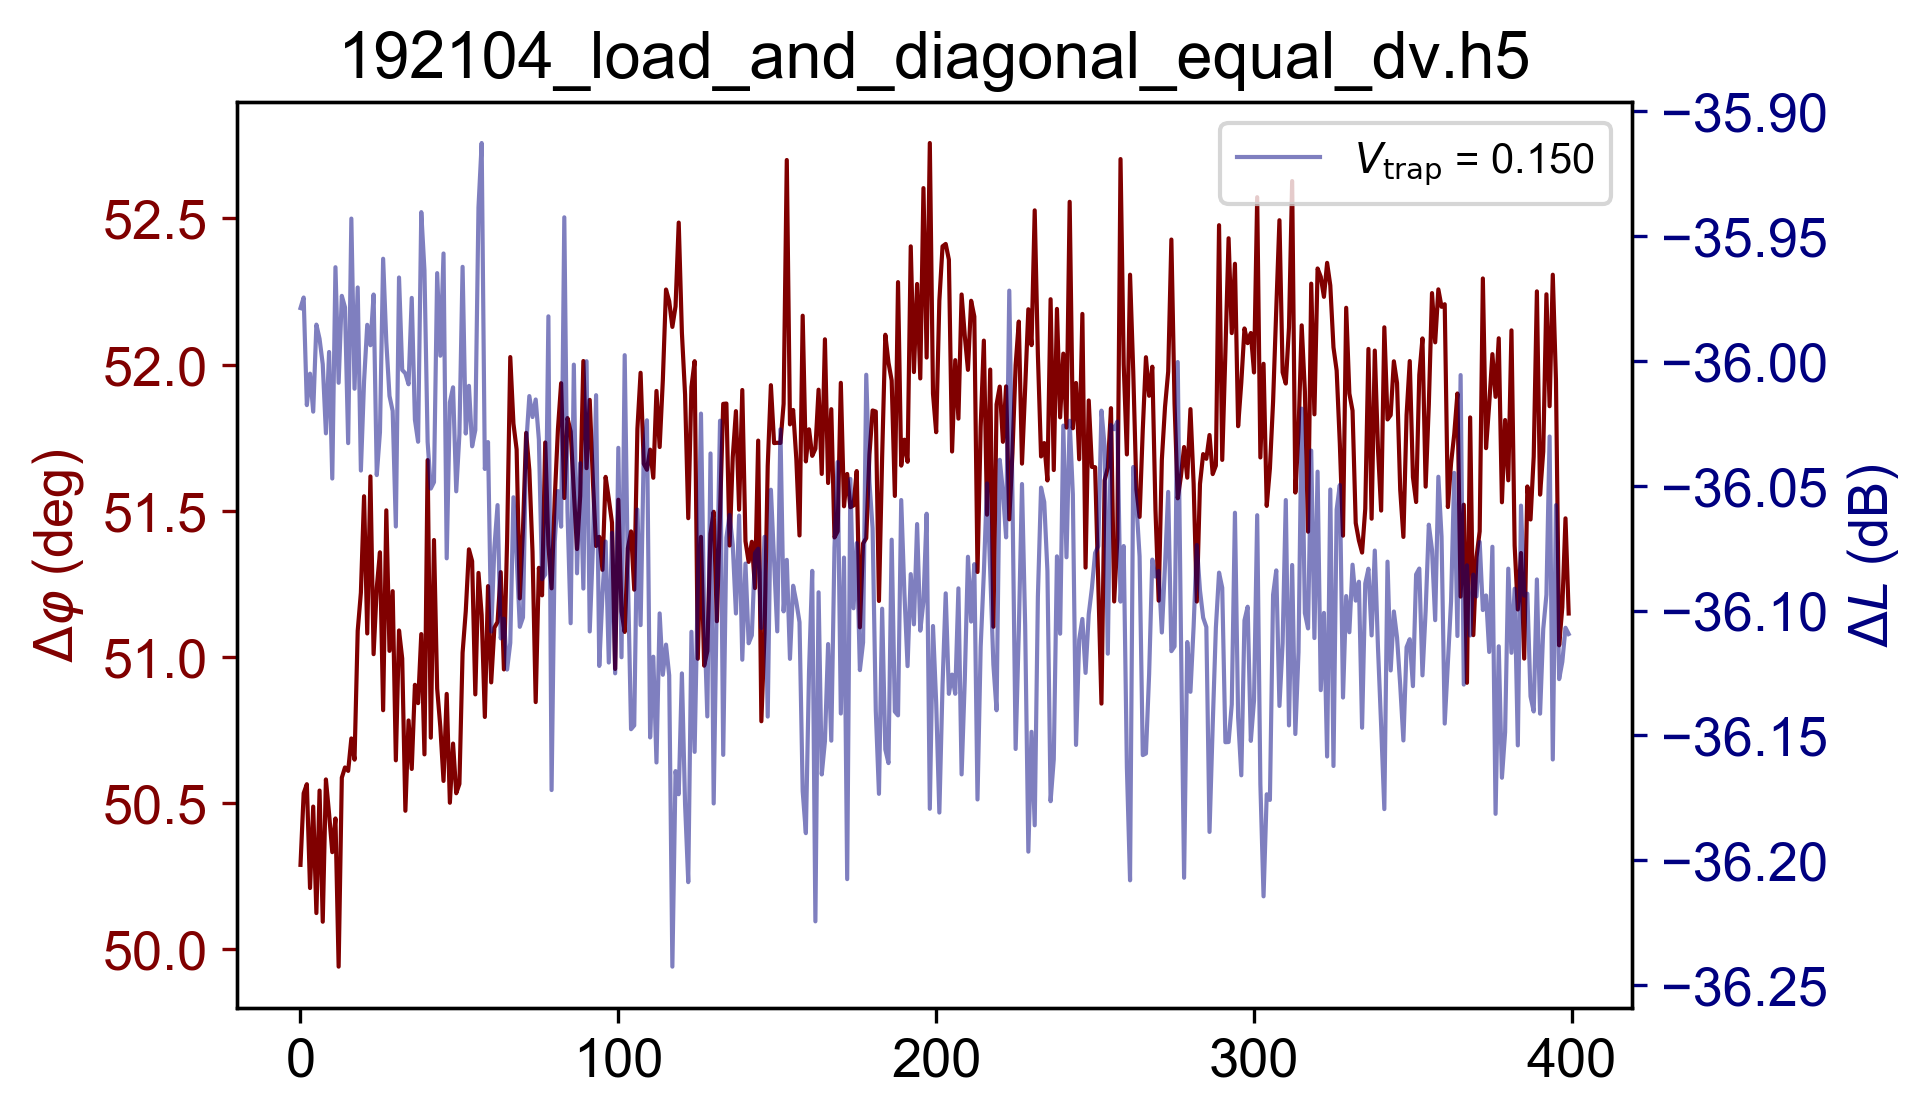 192104_load_and_diagonal_equal_dv.h5
V_trap = 0.150
Δφ (deg)
52.5
52.0
51.5
51.0
50.5
50.0
−35.90
−35.95
−36.00
−36.05
−36.10
−36.15
−36.20
−36.25
ΔL (dB)
0 100 200 300 400